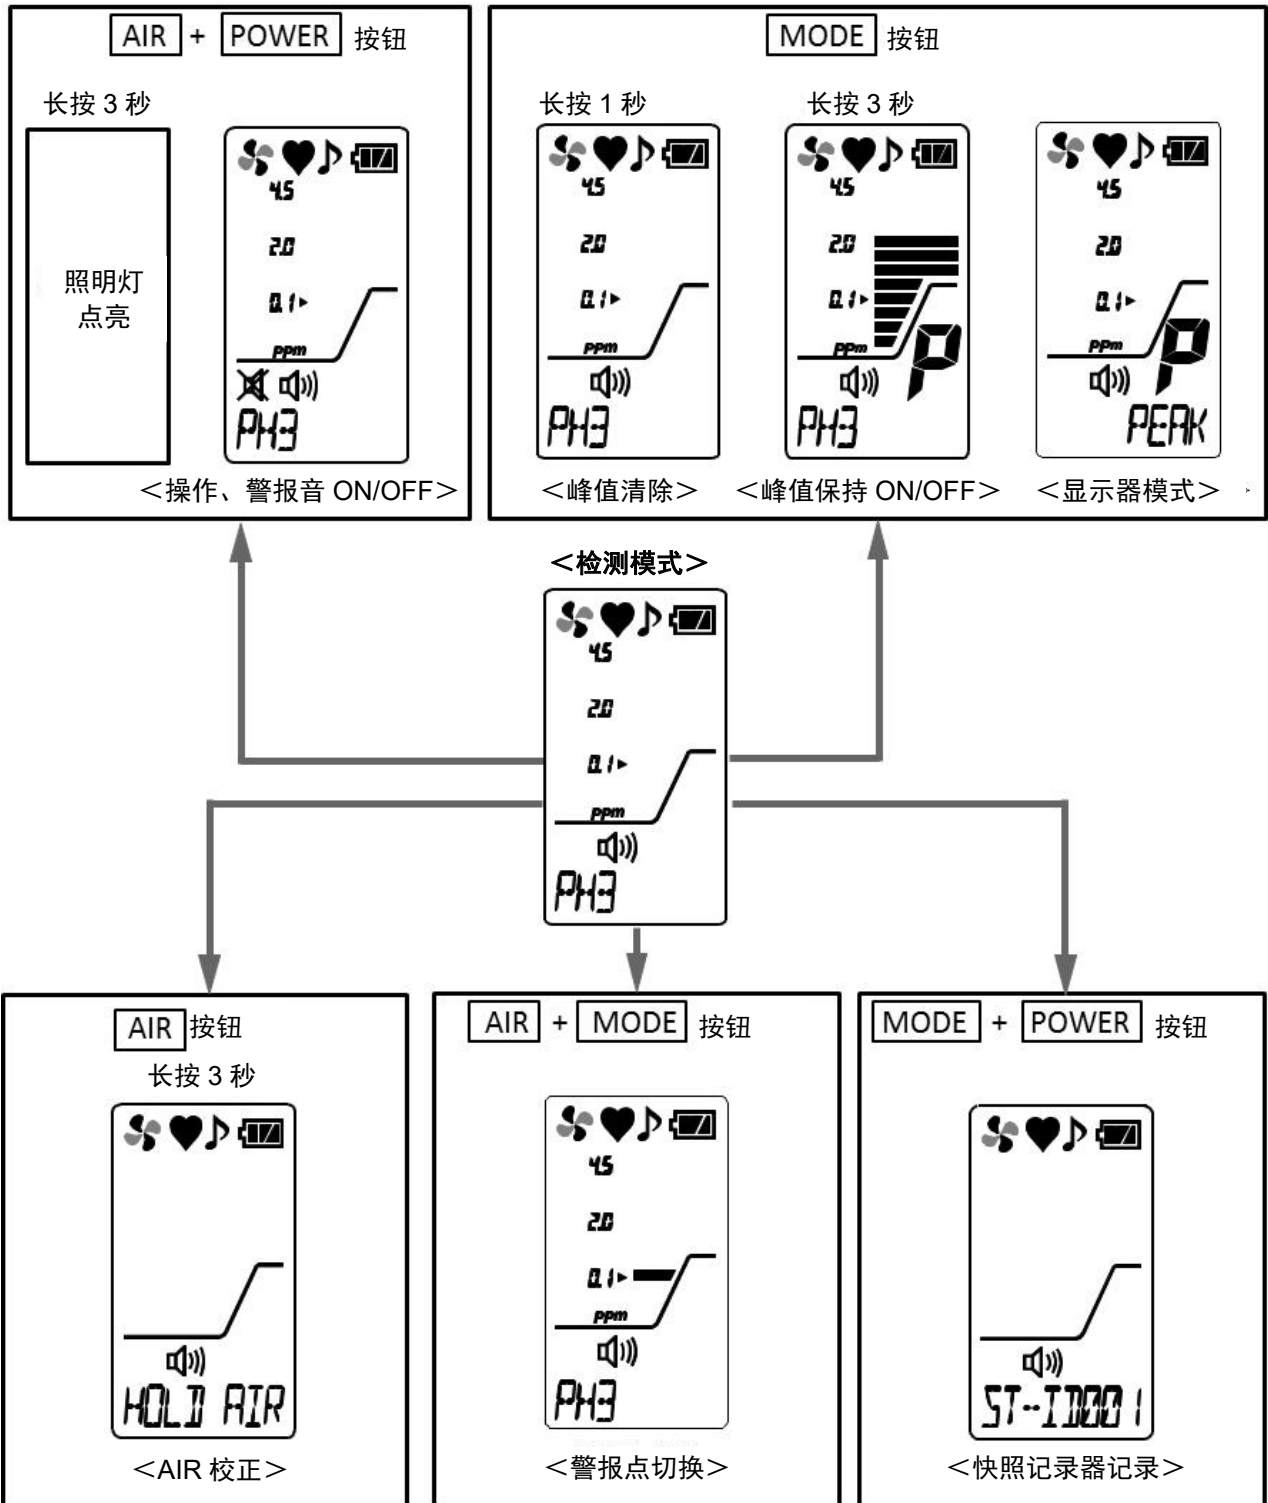 AIR + POWER 按钮
长按 3 秒
照明灯
点亮
4.5
2.0
0.1
ppm
PH3
＜操作、警报音 ON/OFF＞
MODE 按钮
长按 1 秒
4.5
2.0
0.1
ppm
PH3
＜峰值清除＞
长按 3 秒
4.5
2.0
0.1
ppm
P
PH3
＜峰值保持 ON/OFF＞
4.5
2.0
0.1
ppm
P
PEAK
＜显示器模式＞
＜检测模式＞
4.5
2.0
0.1
ppm
PH3
AIR 按钮
长按 3 秒
HOLD AIR
＜AIR 校正＞
AIR + MODE 按钮
4.5
2.0
0.1
ppm
PH3
＜警报点切换＞
MODE + POWER 按钮
ST--ID001
＜快照记录器记录＞